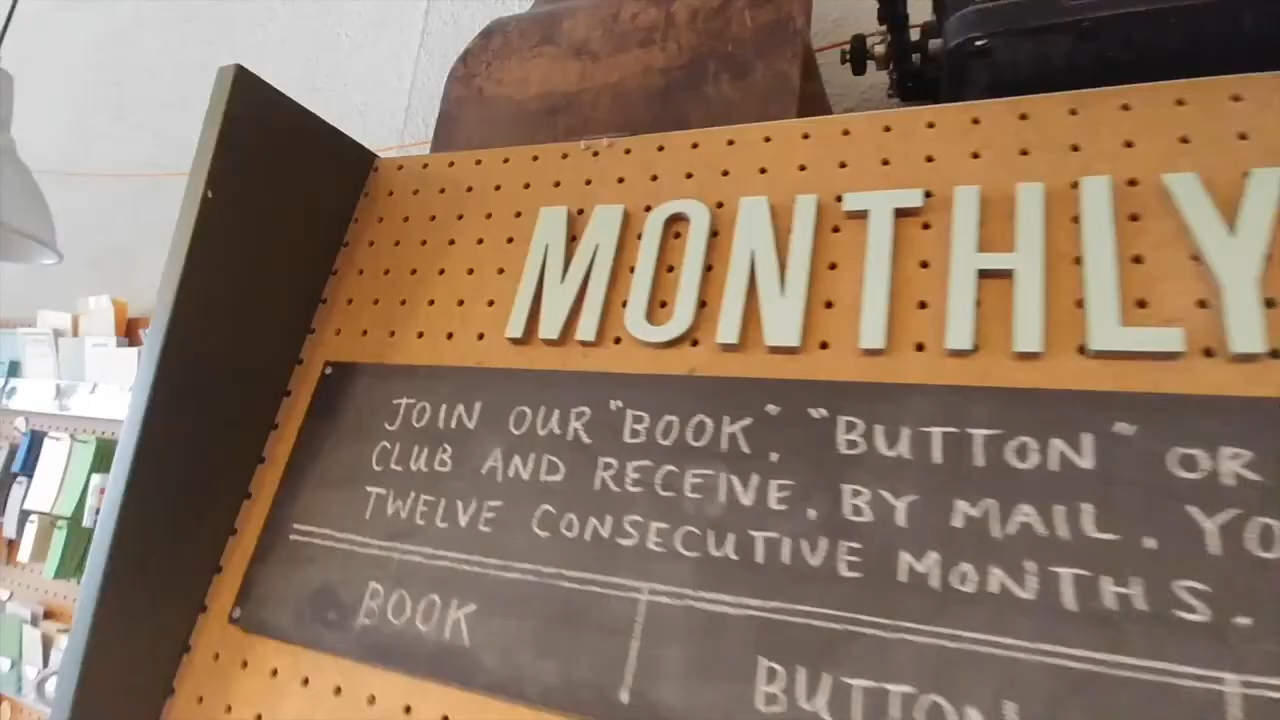 MONTHLY
JOIN OUR "BOOK", "BUTTON" OR
CLUB AND RECEIVE, BY MAIL, YO
TWELVE CONSECUTIVE MONTHS.
BOOK
BUTTON